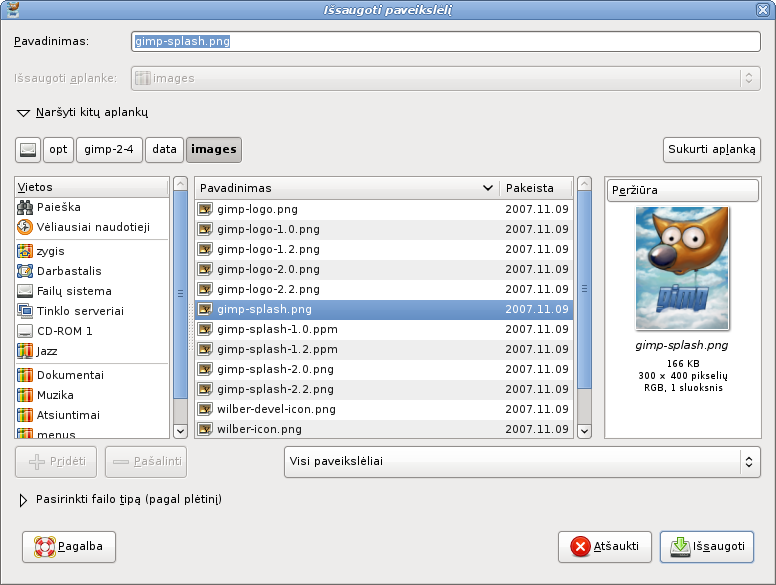 Išsaugoti paveikslėlį
Pavadinimas: gimp-splash.png
Išsaugoti aplanke: images
Naršyti kitų aplankų
opt gimp-2-4 data images Sukurti aplanką
Vietos
Paieška
Vėliausiai naudotieji
zygis
Darbastalis
Failų sistema
Tinklo serveriai
CD-ROM 1
Jazz
Dokumentai
Muzika
Atsiuntimai
menus
Pavadinimas Pakeista
gimp-logo.png 2007.11.09
gimp-logo-1.0.png 2007.11.09
gimp-logo-1.2.png 2007.11.09
gimp-logo-2.0.png 2007.11.09
gimp-logo-2.2.png 2007.11.09
gimp-splash.png 2007.11.09
gimp-splash-1.0.ppm 2007.11.09
gimp-splash-1.2.ppm 2007.11.09
gimp-splash-2.0.png 2007.11.09
gimp-splash-2.2.png 2007.11.09
wilber-devel-icon.png 2007.11.09
wilber-icon.png 2007.11.09
Peržiūra
gimp
gimp-splash.png
166 KB
300 × 400 pikselių
RGB, 1 sluoksnis
Pridėti Pašalinti Visi paveikslėliai
Pasirinkti failo tipą (pagal plėtinį)
Pagalba Atšaukti Išsaugoti